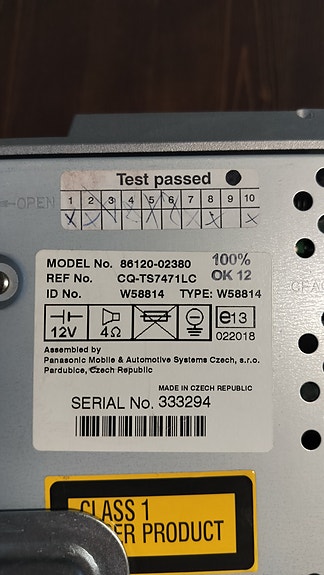 Test passed
OPEN
1 2 3 4 5 6 7 8 9 10
MODEL No. 86120-02380
100%
OK 12
REF No. CQ-TS7471LC
ID No. W58814 TYPE: W58814
12V 4Ω e13
022018
Assembled by
Panasonic Mobile & Automotive Systems Czech, s.r.o.
Pardubice, Czech Republic
MADE IN CZECH REPUBLIC
SERIAL No. 333294
CLASS 1
PRODUCT